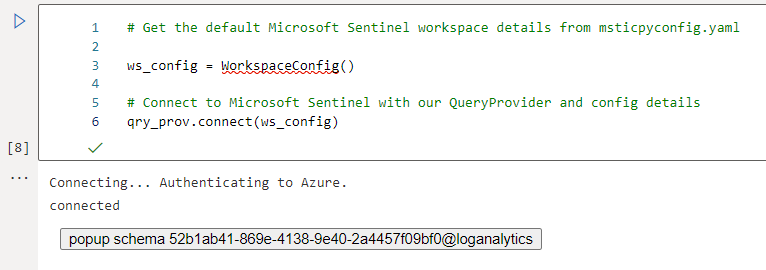 1 # Get the default Microsoft Sentinel workspace details from msticpyconfig.yaml
2
3 ws_config = WorkspaceConfig()
4
5 # Connect to Microsoft Sentinel with our QueryProvider and config details
6 qry_prov.connect(ws_config)
[8]
Connecting... Authenticating to Azure.
connected
popup schema 52b1ab41-869e-4138-9e40-2a4457f09bf0@loganalytics